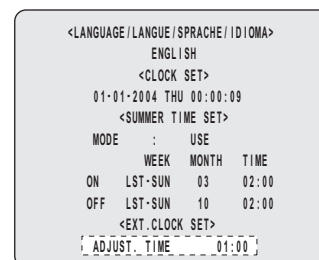 <LANGUAGE/LANGUE/SPRACHE/IDIOMA>
ENGLISH
<CLOCK SET>
01-01-2004 THU 00:00:09
<SUMMER TIME SET>
MODE : USE
WEEK MONTH TIME
ON LST-SUN 03 02:00
OFF LST-SUN 10 02:00
<EXT.CLOCK SET>
ADJUST. TIME 01:00